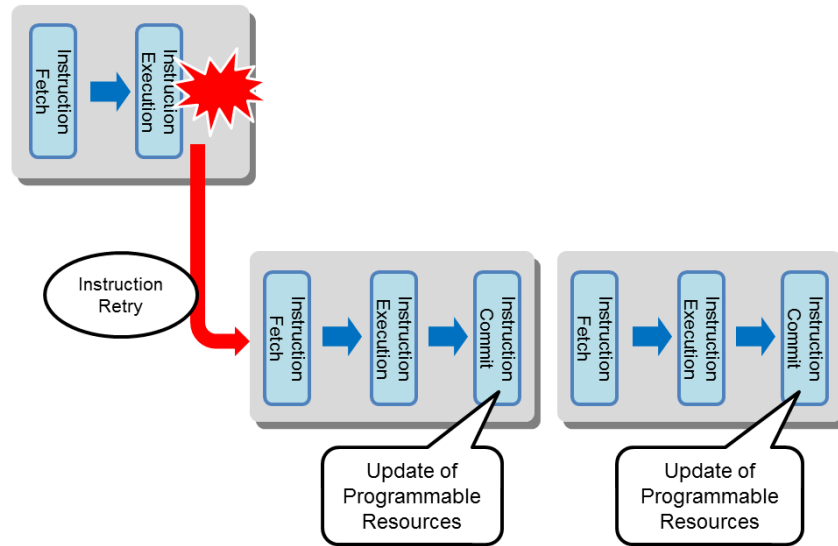 Instruction
Fetch
Instruction
Execution
Instruction
Retry
Instruction
Fetch
Instruction
Execution
Instruction
Commit
Instruction
Fetch
Instruction
Execution
Instruction
Commit
Update of
Programmable
Resources
Update of
Programmable
Resources